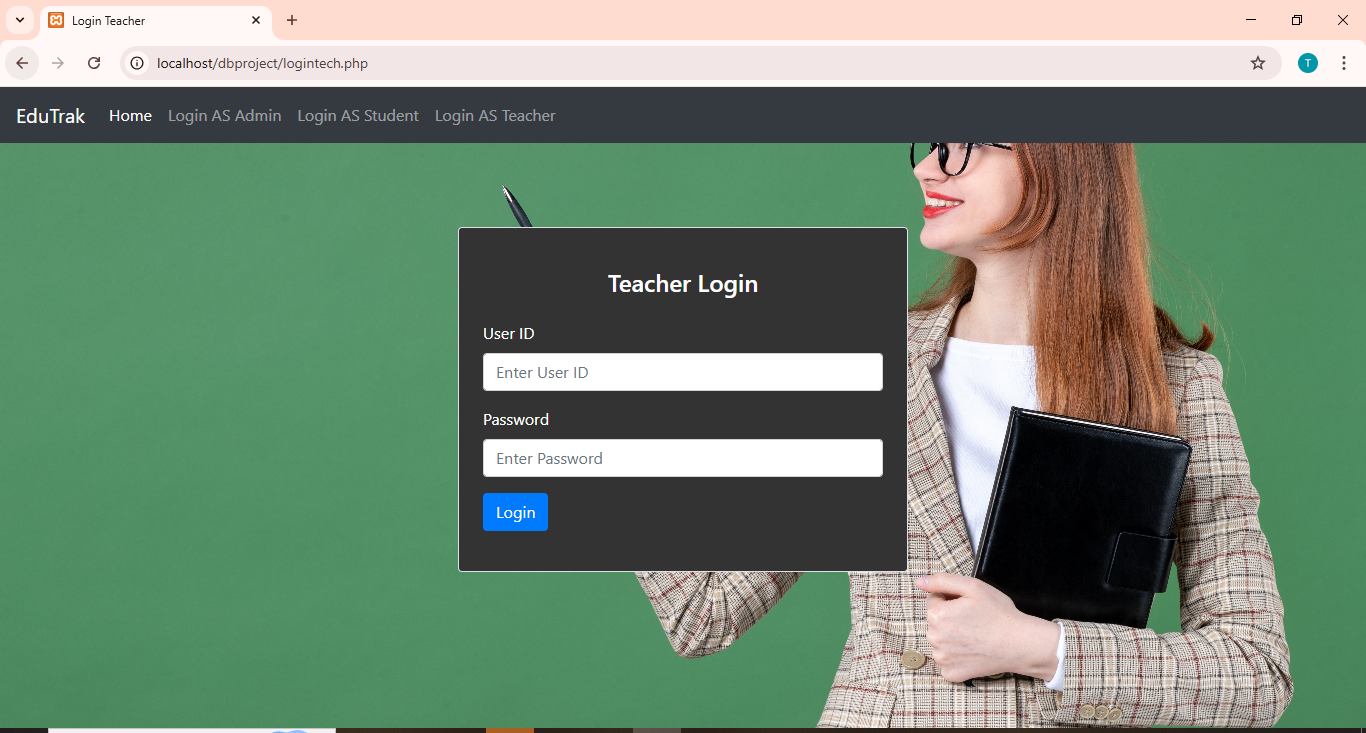 Login Teacher
localhost/dbproject/logintech.php
T
EduTrak Home Login AS Admin Login AS Student Login AS Teacher
Teacher Login
User ID
Enter User ID
Password
Enter Password
Login